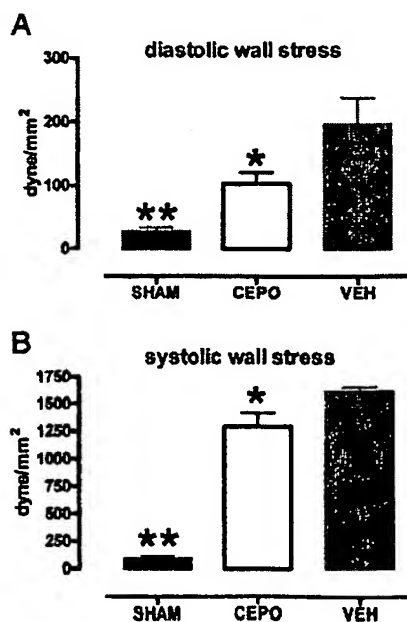 A
diastolic wall stress
dyne/mm²
300
200
100
0
**
*
SHAM CEPO VEH
B
systolic wall stress
dyne/mm²
1750
1500
1250
1000
750
500
250
0
**
*
SHAM CEPO VEH